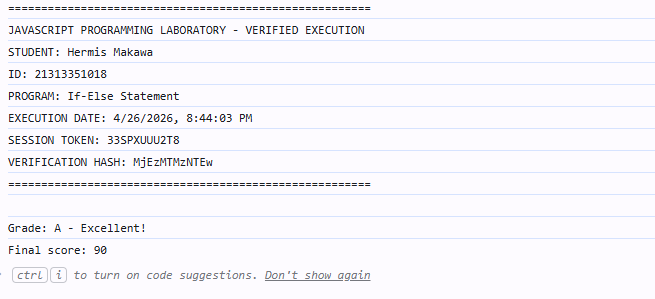 =======================================================
JAVASCRIPT PROGRAMMING LABORATORY - VERIFIED EXECUTION
STUDENT: Hermis Makawa
ID: 21313351018
PROGRAM: If-Else Statement
EXECUTION DATE: 4/26/2026, 8:44:03 PM
SESSION TOKEN: 33SPXUUU2T8
VERIFICATION HASH: MjEzMTMzNTEw
=======================================================
Grade: A - Excellent!
Final score: 90
ctrl i to turn on code suggestions. Don't show again